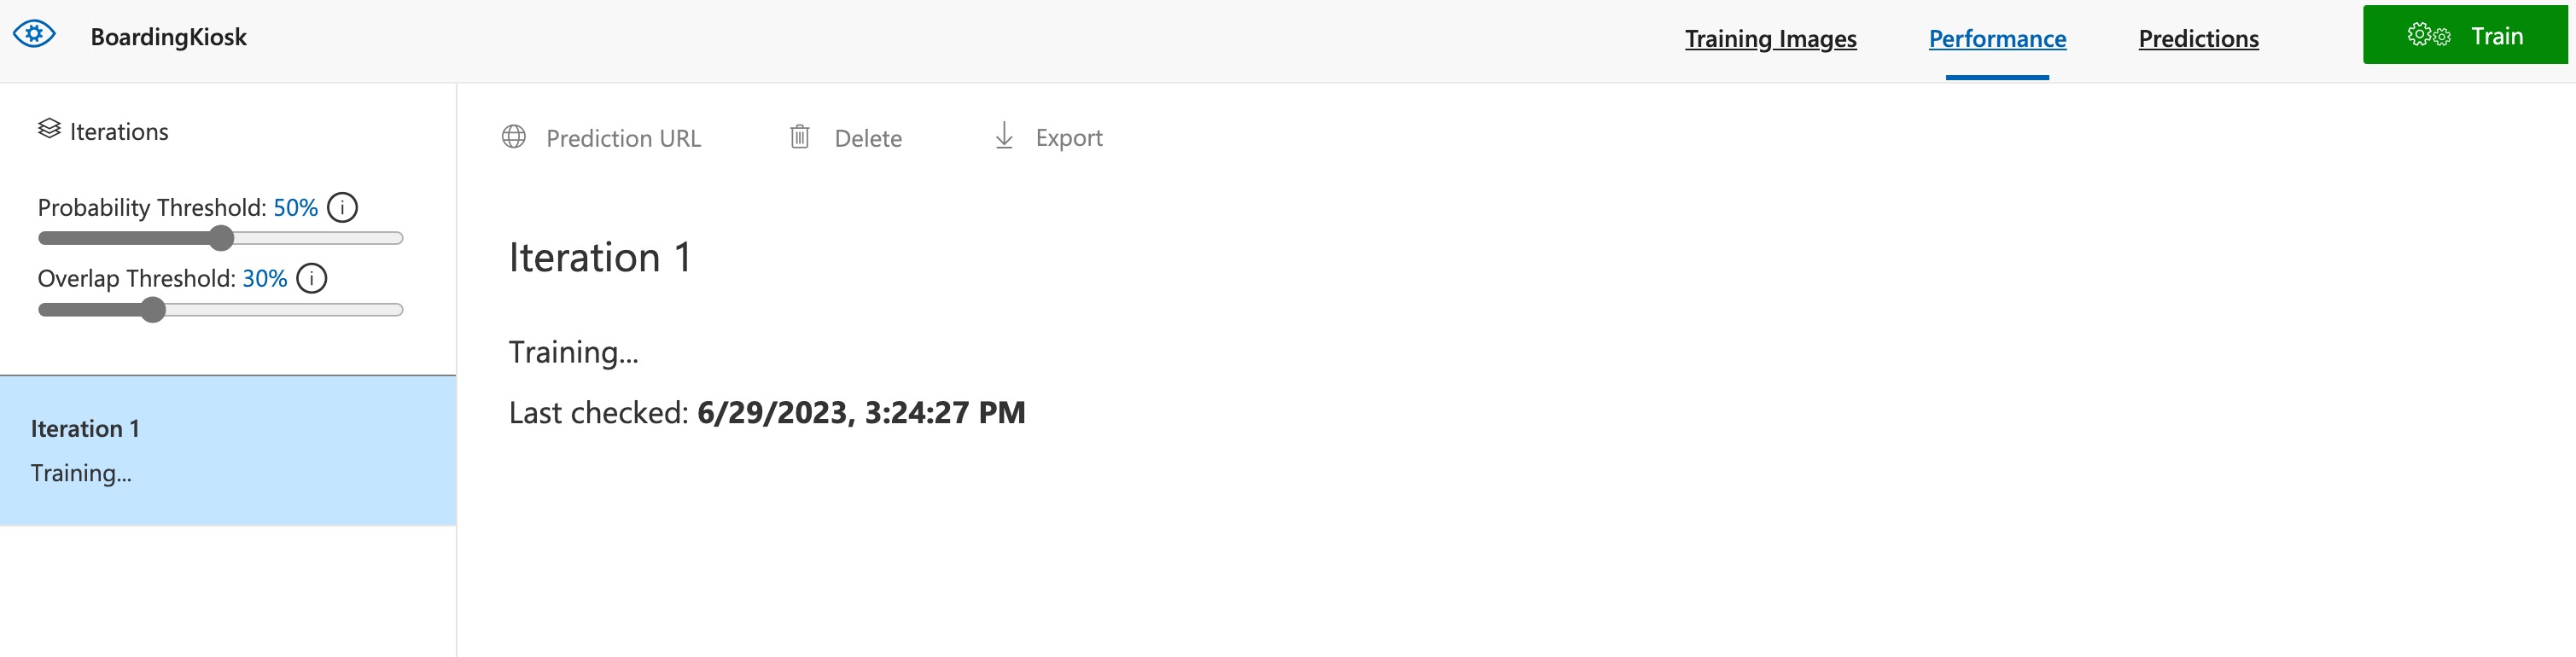 BoardingKiosk
Training Images
Performance
Predictions
Train
Iterations
Probability Threshold: 50%
Overlap Threshold: 30%
Iteration 1
Training...
Prediction URL
Delete
Export
Iteration 1
Training...
Last checked: 6/29/2023, 3:24:27 PM